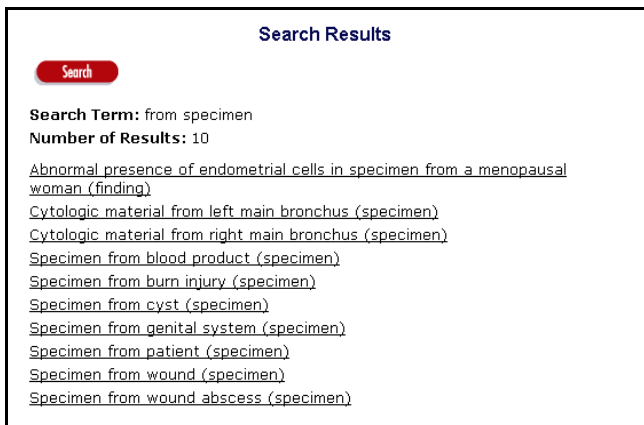 Search Results
Search
Search Term: from specimen
Number of Results: 10
Abnormal presence of endometrial cells in specimen from a menopausal
woman (finding)
Cytologic material from left main bronchus (specimen)
Cytologic material from right main bronchus (specimen)
Specimen from blood product (specimen)
Specimen from burn injury (specimen)
Specimen from cyst (specimen)
Specimen from genital system (specimen)
Specimen from patient (specimen)
Specimen from wound (specimen)
Specimen from wound abscess (specimen)